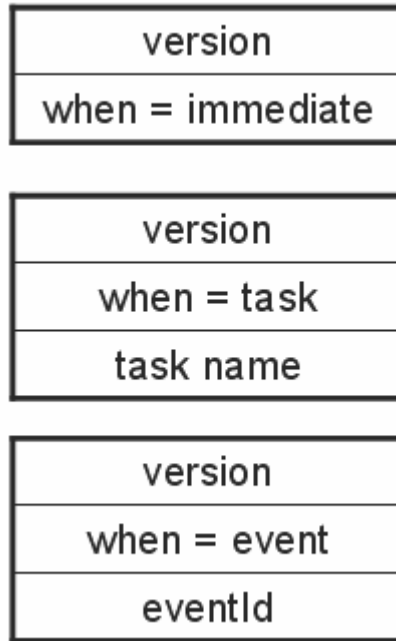 version
when = immediate
version
when = task
task name
version
when = event
eventId